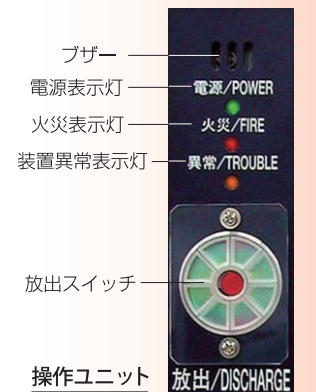 ブザー
電源表示灯
電源/POWER
火災表示灯
火災/FIRE
装置異常表示灯
異常/TROUBLE
放出スイッチ
操作ユニット
放出/DISCHARGE